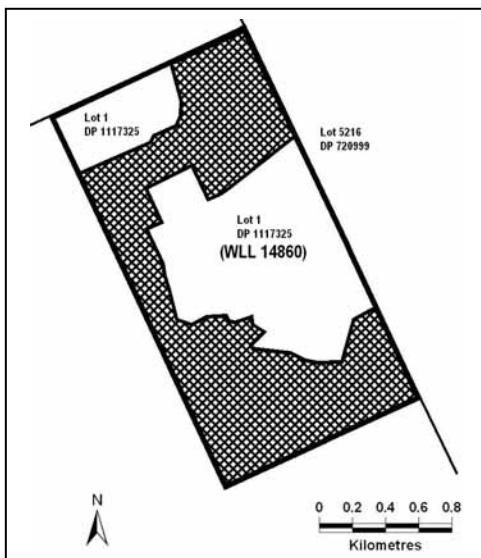 Lot 1
DP 1117325
Lot 5216
DP 720999
Lot 1
DP 1117325
(WLL 14860)
N
0 0.2 0.4 0.6 0.8
Kilometres